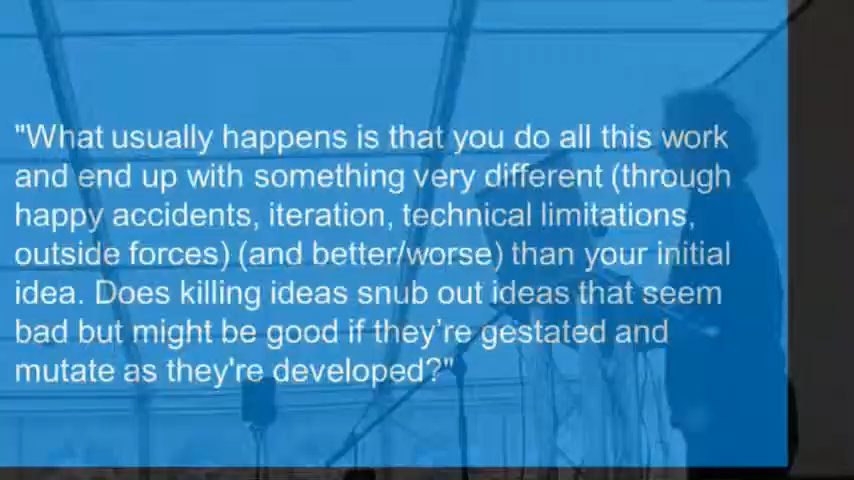 "What usually happens is that you do all this work
and end up with something very different (through
happy accidents, iteration, technical limitations,
outside forces) (and better/worse) than your initial
idea. Does killing ideas snub out ideas that seem
bad but might be good if they’re gestated and
mutate as they're developed?"